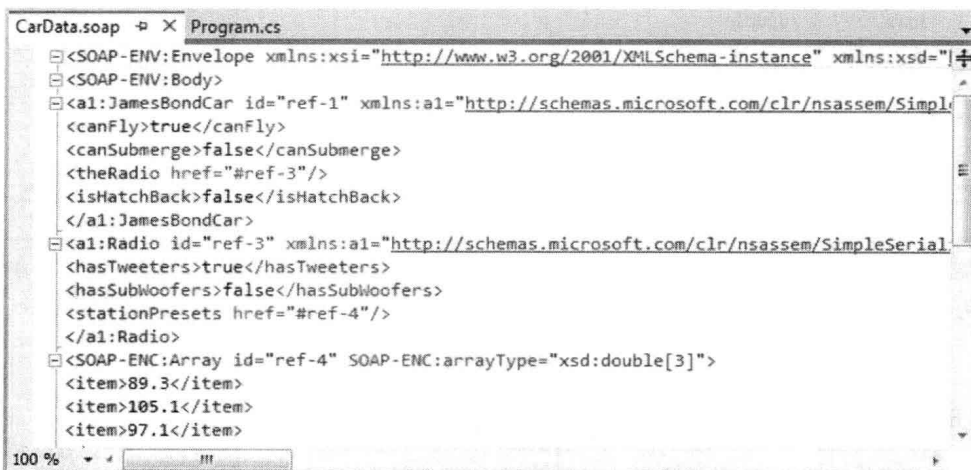 CarData.soap Program.cs
<SOAP-ENV:Envelope xmlns:xsi="http://www.w3.org/2001/XMLSchema-instance" xmlns:xsd="
<SOAP-ENV:Body>
<a1:JamesBondCar id="ref-1" xmlns:a1="http://schemas.microsoft.com/clr/nsassem/Simple
<canFly>true</canFly>
<canSubmerge>false</canSubmerge>
<theRadio href="#ref-3"/>
<isHatchBack>false</isHatchBack>
</a1:JamesBondCar>
<a1:Radio id="ref-3" xmlns:a1="http://schemas.microsoft.com/clr/nsassem/SimpleSerial
<hasTweeters>true</hasTweeters>
<hasSubWoofers>false</hasSubWoofers>
<stationPresets href="#ref-4"/>
</a1:Radio>
<SOAP-ENC:Array id="ref-4" SOAP-ENC:arrayType="xsd:double[3]">
<item>89.3</item>
<item>105.1</item>
<item>97.1</item>
100 %